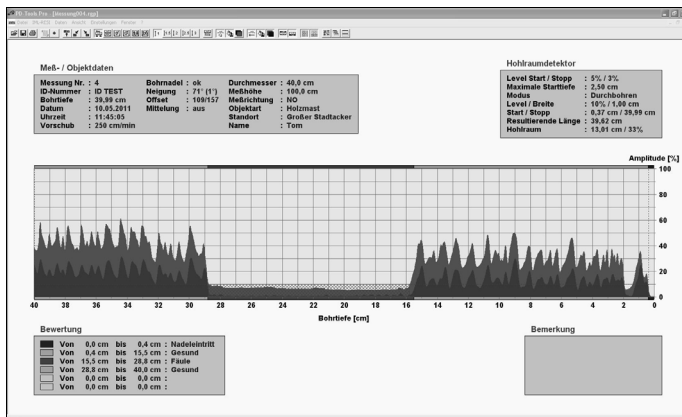 PD-Tools Pro - [Messung004.rgp]
Datei PML-ASCII Daten Ansicht Einstellungen Fenster ?
Meß- / Objektdaten
Messung Nr. : 4 Bohrnadel : ok Durchmesser : 40,0 cm
ID-Nummer : ID TEST Neigung : 71° (1°) Meßhöhe : 100,0 cm
Bohrtiefe : 39,99 cm Offset : 109/157 Meßrichtung : NO
Datum : 10.05.2011 Mittelung : aus Objektart : Holzmast
Uhrzeit : 11:45:05 Standort : Großer Stadtacker
Vorschub : 250 cm/min Name : Tom
Hohlraumdetektor
Level Start / Stopp : 5% / 3%
Maximale Starttiefe : 2,50 cm
Modus : Durchbohren
Level / Breite : 10% / 1,00 cm
Start / Stopp : 0,37 cm / 39,99 cm
Resultierende Länge : 39,62 cm
Hohlraum : 13,01 cm / 33%
Amplitude [%]
100
80
60
40
20
0
40 38 36 34 32 30 28 26 24 22 20 18 16 14 12 10 8 6 4 2 0
Bohrtiefe [cm]
Bewertung
Von 0,0 cm bis 0,4 cm : Nadeleintritt
Von 0,4 cm bis 15,5 cm : Gesund
Von 15,5 cm bis 28,8 cm : Fäule
Von 28,8 cm bis 40,0 cm : Gesund
Von 0,0 cm bis 0,0 cm :
Von 0,0 cm bis 0,0 cm :
Bemerkung